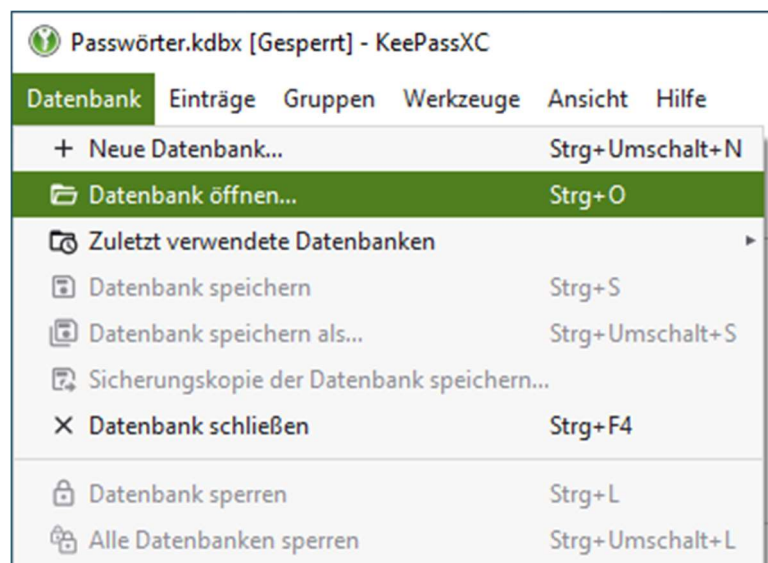 Passwörter.kdbx [Gesperrt] - KeePassXC
Datenbank Einträge Gruppen Werkzeuge Ansicht Hilfe
Neue Datenbank... Strg+Umschalt+N
Datenbank öffnen... Strg+O
Zuletzt verwendete Datenbanken
Datenbank speichern Strg+S
Datenbank speichern als... Strg+Umschalt+S
Sicherungskopie der Datenbank speichern...
Datenbank schließen Strg+F4
Datenbank sperren Strg+L
Alle Datenbanken sperren Strg+Umschalt+L